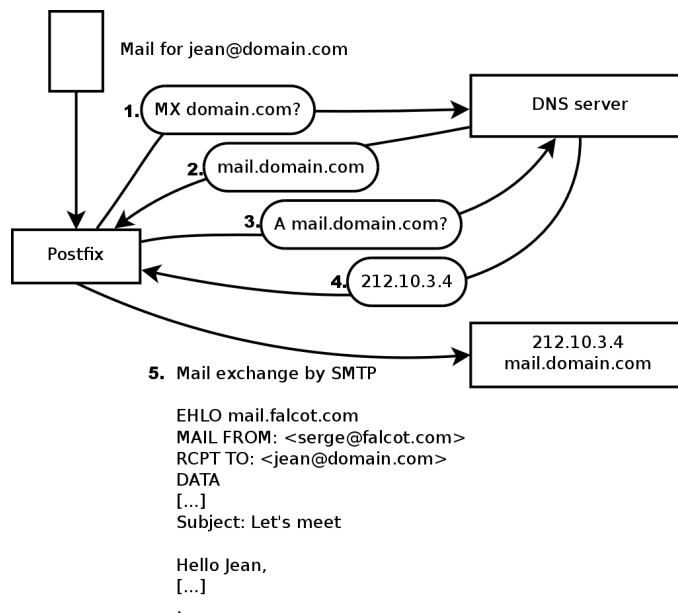 Mail for jean@domain.com
1. MX domain.com?
DNS server
2. mail.domain.com
3. A mail.domain.com?
Postfix
4. 212.10.3.4
212.10.3.4
mail.domain.com
5. Mail exchange by SMTP
EHLO mail.falcot.com
MAIL FROM: <serge@falcot.com>
RCPT TO: <jean@domain.com>
DATA
[...]
Subject: Let's meet
Hello Jean,
[...]
.